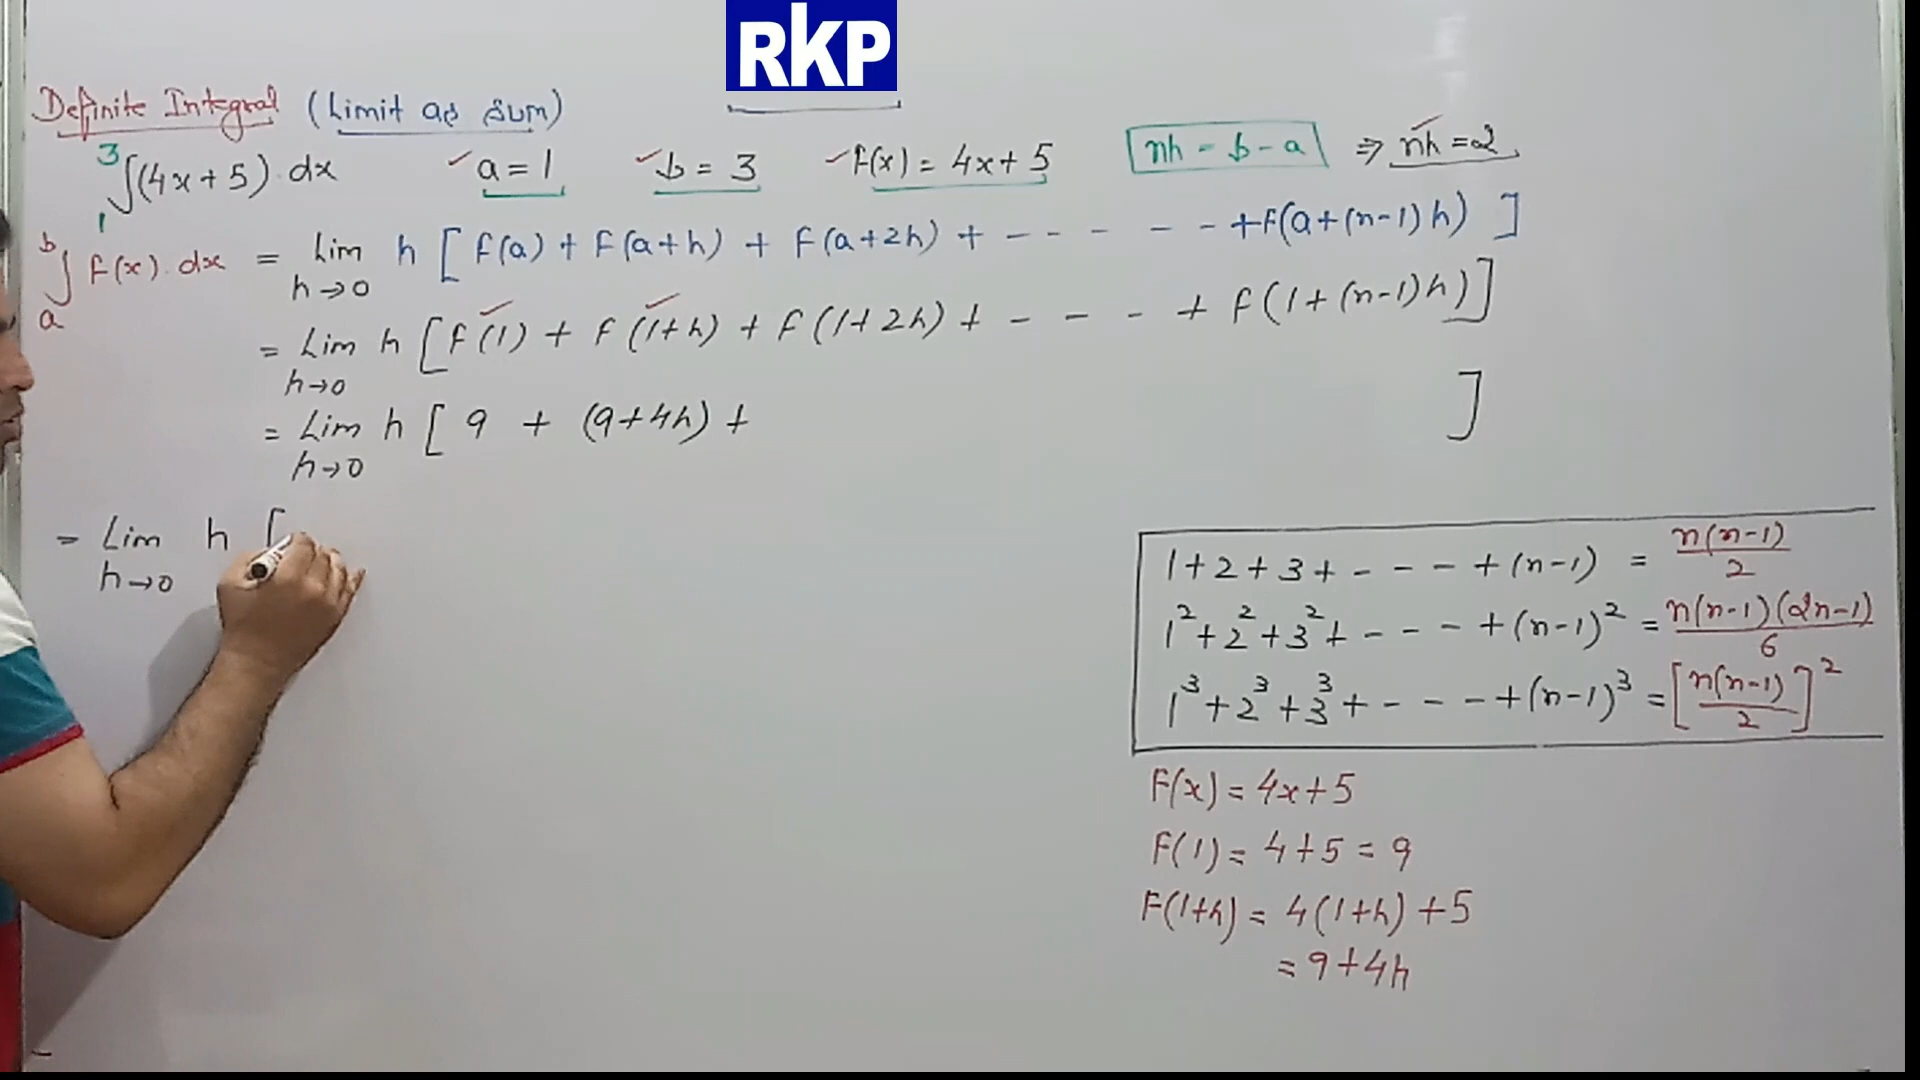 RKP
Definite Integral (Limit as sum)
3
∫(4x+5).dx ✓a=1 ✓b=3 ✓f(x)=4x+5 nh-b-a ⇒ nh=2
1
b
∫ f(x).dx = Lim h [f(a)+f(a+h)+f(a+2h)+-----+f(a+(n-1)h)]
a h→0
= Lim h [f(1)+f(1+h)+f(1+2h)+---+f(1+(n-1)h)]
h→0
= Lim h [9 + (9+4h)+ ]
h→0
= Lim h [
h→0
1+2+3+---+(n-1) = n(n-1)/2
1²+2²+3²+---+(n-1)² = n(n-1)(2n-1)/6
1³+2³+3³+---+(n-1)³ = [n(n-1)/2]²
f(x)=4x+5
f(1)=4+5=9
f(1+h)=4(1+h)+5
=9+4h